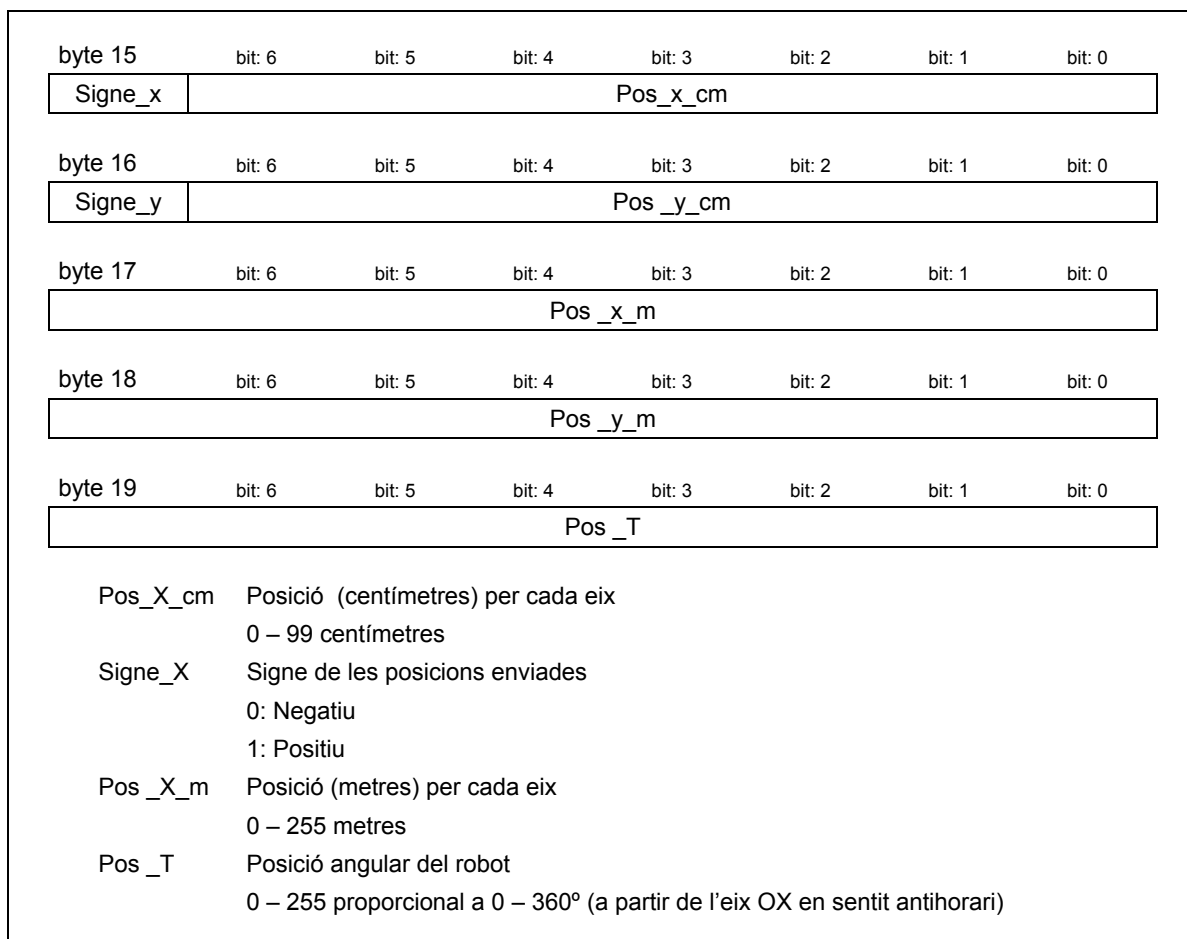 byte 15 bit: 6 bit: 5 bit: 4 bit: 3 bit: 2 bit: 1 bit: 0
Signe_x Pos_x_cm
byte 16 bit: 6 bit: 5 bit: 4 bit: 3 bit: 2 bit: 1 bit: 0
Signe_y Pos _y_cm
byte 17 bit: 6 bit: 5 bit: 4 bit: 3 bit: 2 bit: 1 bit: 0
Pos _x_m
byte 18 bit: 6 bit: 5 bit: 4 bit: 3 bit: 2 bit: 1 bit: 0
Pos _y_m
byte 19 bit: 6 bit: 5 bit: 4 bit: 3 bit: 2 bit: 1 bit: 0
Pos _T
Pos_X_cm Posició (centímetres) per cada eix
0 – 99 centímetres
Signe_X Signe de les posicions enviades
0: Negatiu
1: Positiu
Pos _X_m Posició (metres) per cada eix
0 – 255 metres
Pos _T Posició angular del robot
0 – 255 proporcional a 0 – 360º (a partir de l’eix OX en sentit antihorari)